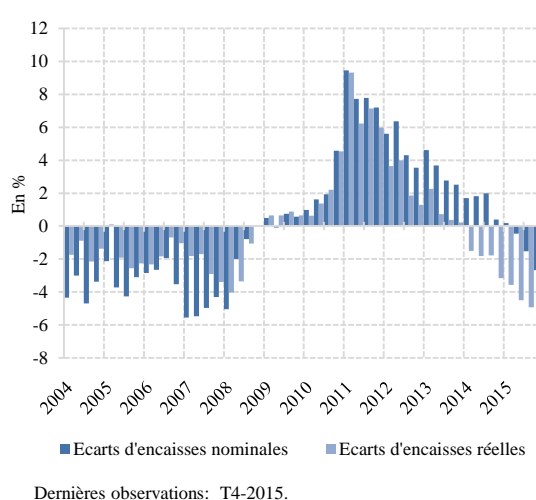 12
10
8
6
4
2
0
-2
-4
-6
-8
En %
2004 2005 2006 2007 2008 2009 2010 2011 2012 2013 2014 2015
Ecarts d'encaisses nominales Ecarts d'encaisses réelles
Dernières observations: T4-2015.